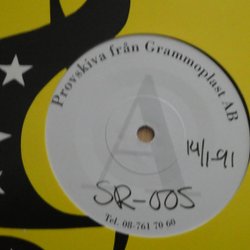 Provskiva från Grammoplast AB
A
14/1-91
SR-005
Tel. 08-761 70 60